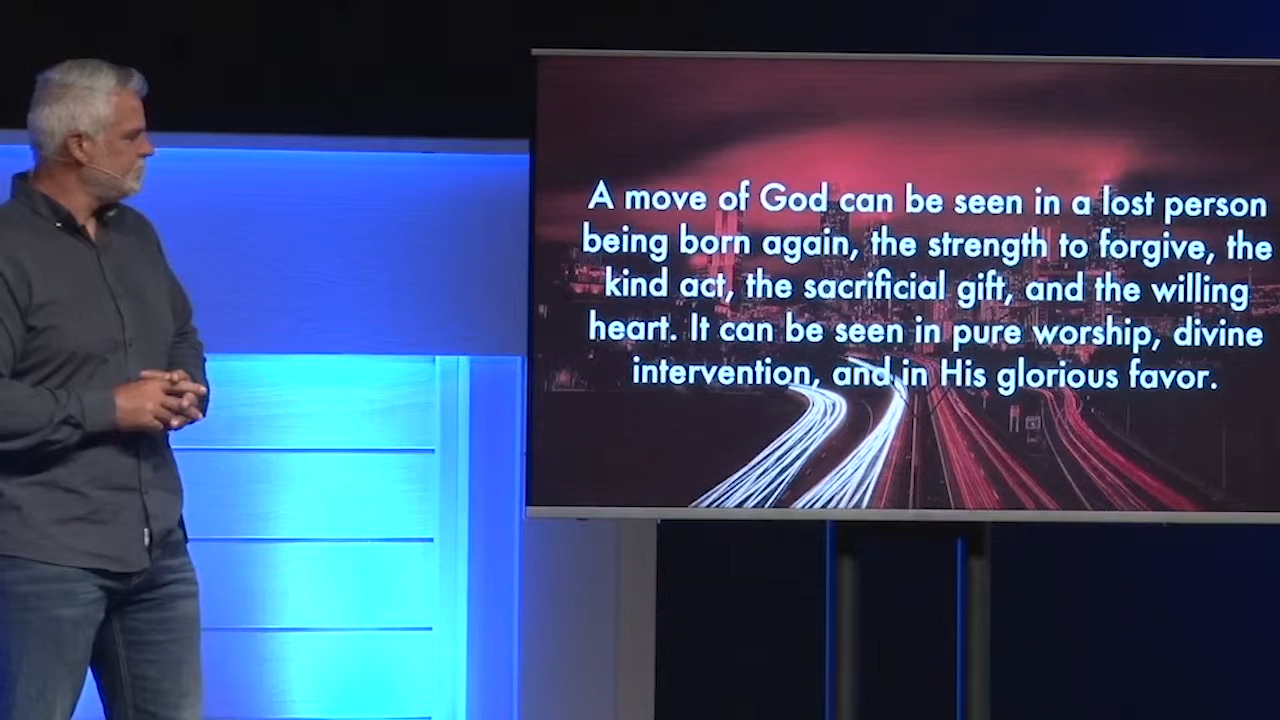 A move of God can be seen in a lost person
being born again, the strength to forgive, the
kind act, the sacrificial gift, and the willing
heart. It can be seen in pure worship, divine
intervention, and in His glorious favor.